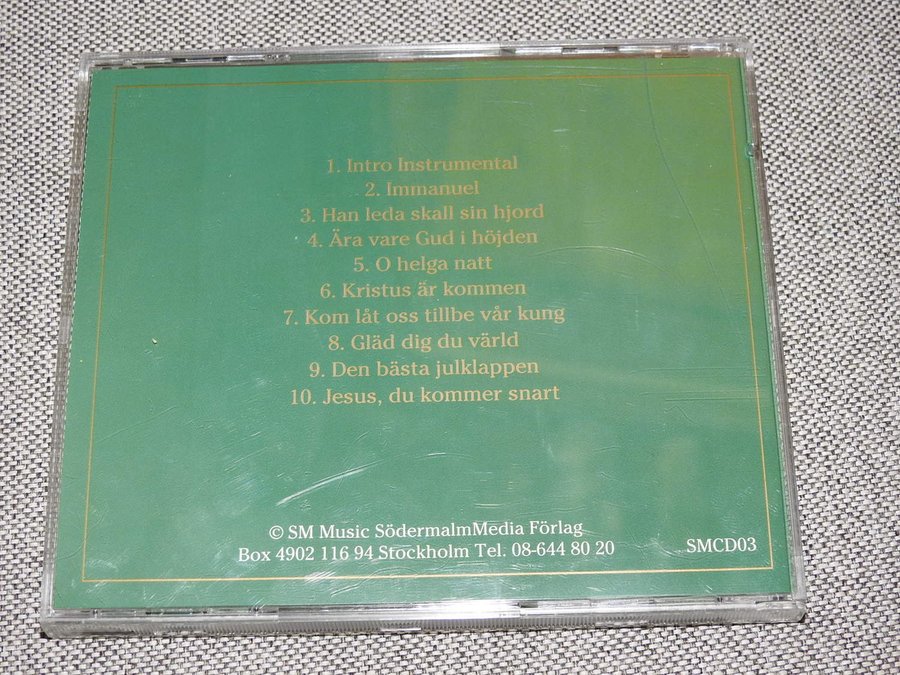 1. Intro Instrumental
2. Immanuel
3. Han leda skall sin hjord
4. Ära vare Gud i höjden
5. O helga natt
6. Kristus är kommen
7. Kom låt oss tillbe vår kung
8. Gläd dig du värld
9. Den bästa julklappen
10. Jesus, du kommer snart
© SM Music SödermalmMedia Förlag
Box 4902 116 94 Stockholm Tel. 08-644 80 20
SMCD03